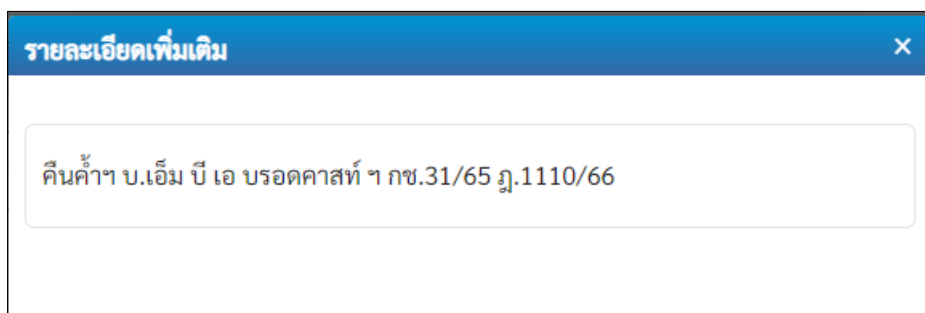 รายละเอียดเพิ่มเติม ×
คืนค้ำฯ บ.เอ็ม บี เอ บรอดคาสท์ ฯ กช.31/65 ฎ.1110/66